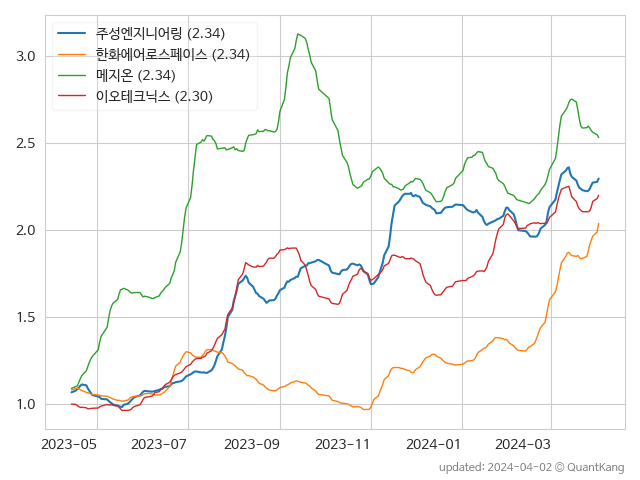 주성엔지니어링 (2.34)
한화에어로스페이스 (2.34)
메지온 (2.34)
이오테크닉스 (2.30)
3.0
2.5
2.0
1.5
1.0
2023-05 2023-07 2023-09 2023-11 2024-01 2024-03
updated: 2024-04-02 © QuantKang